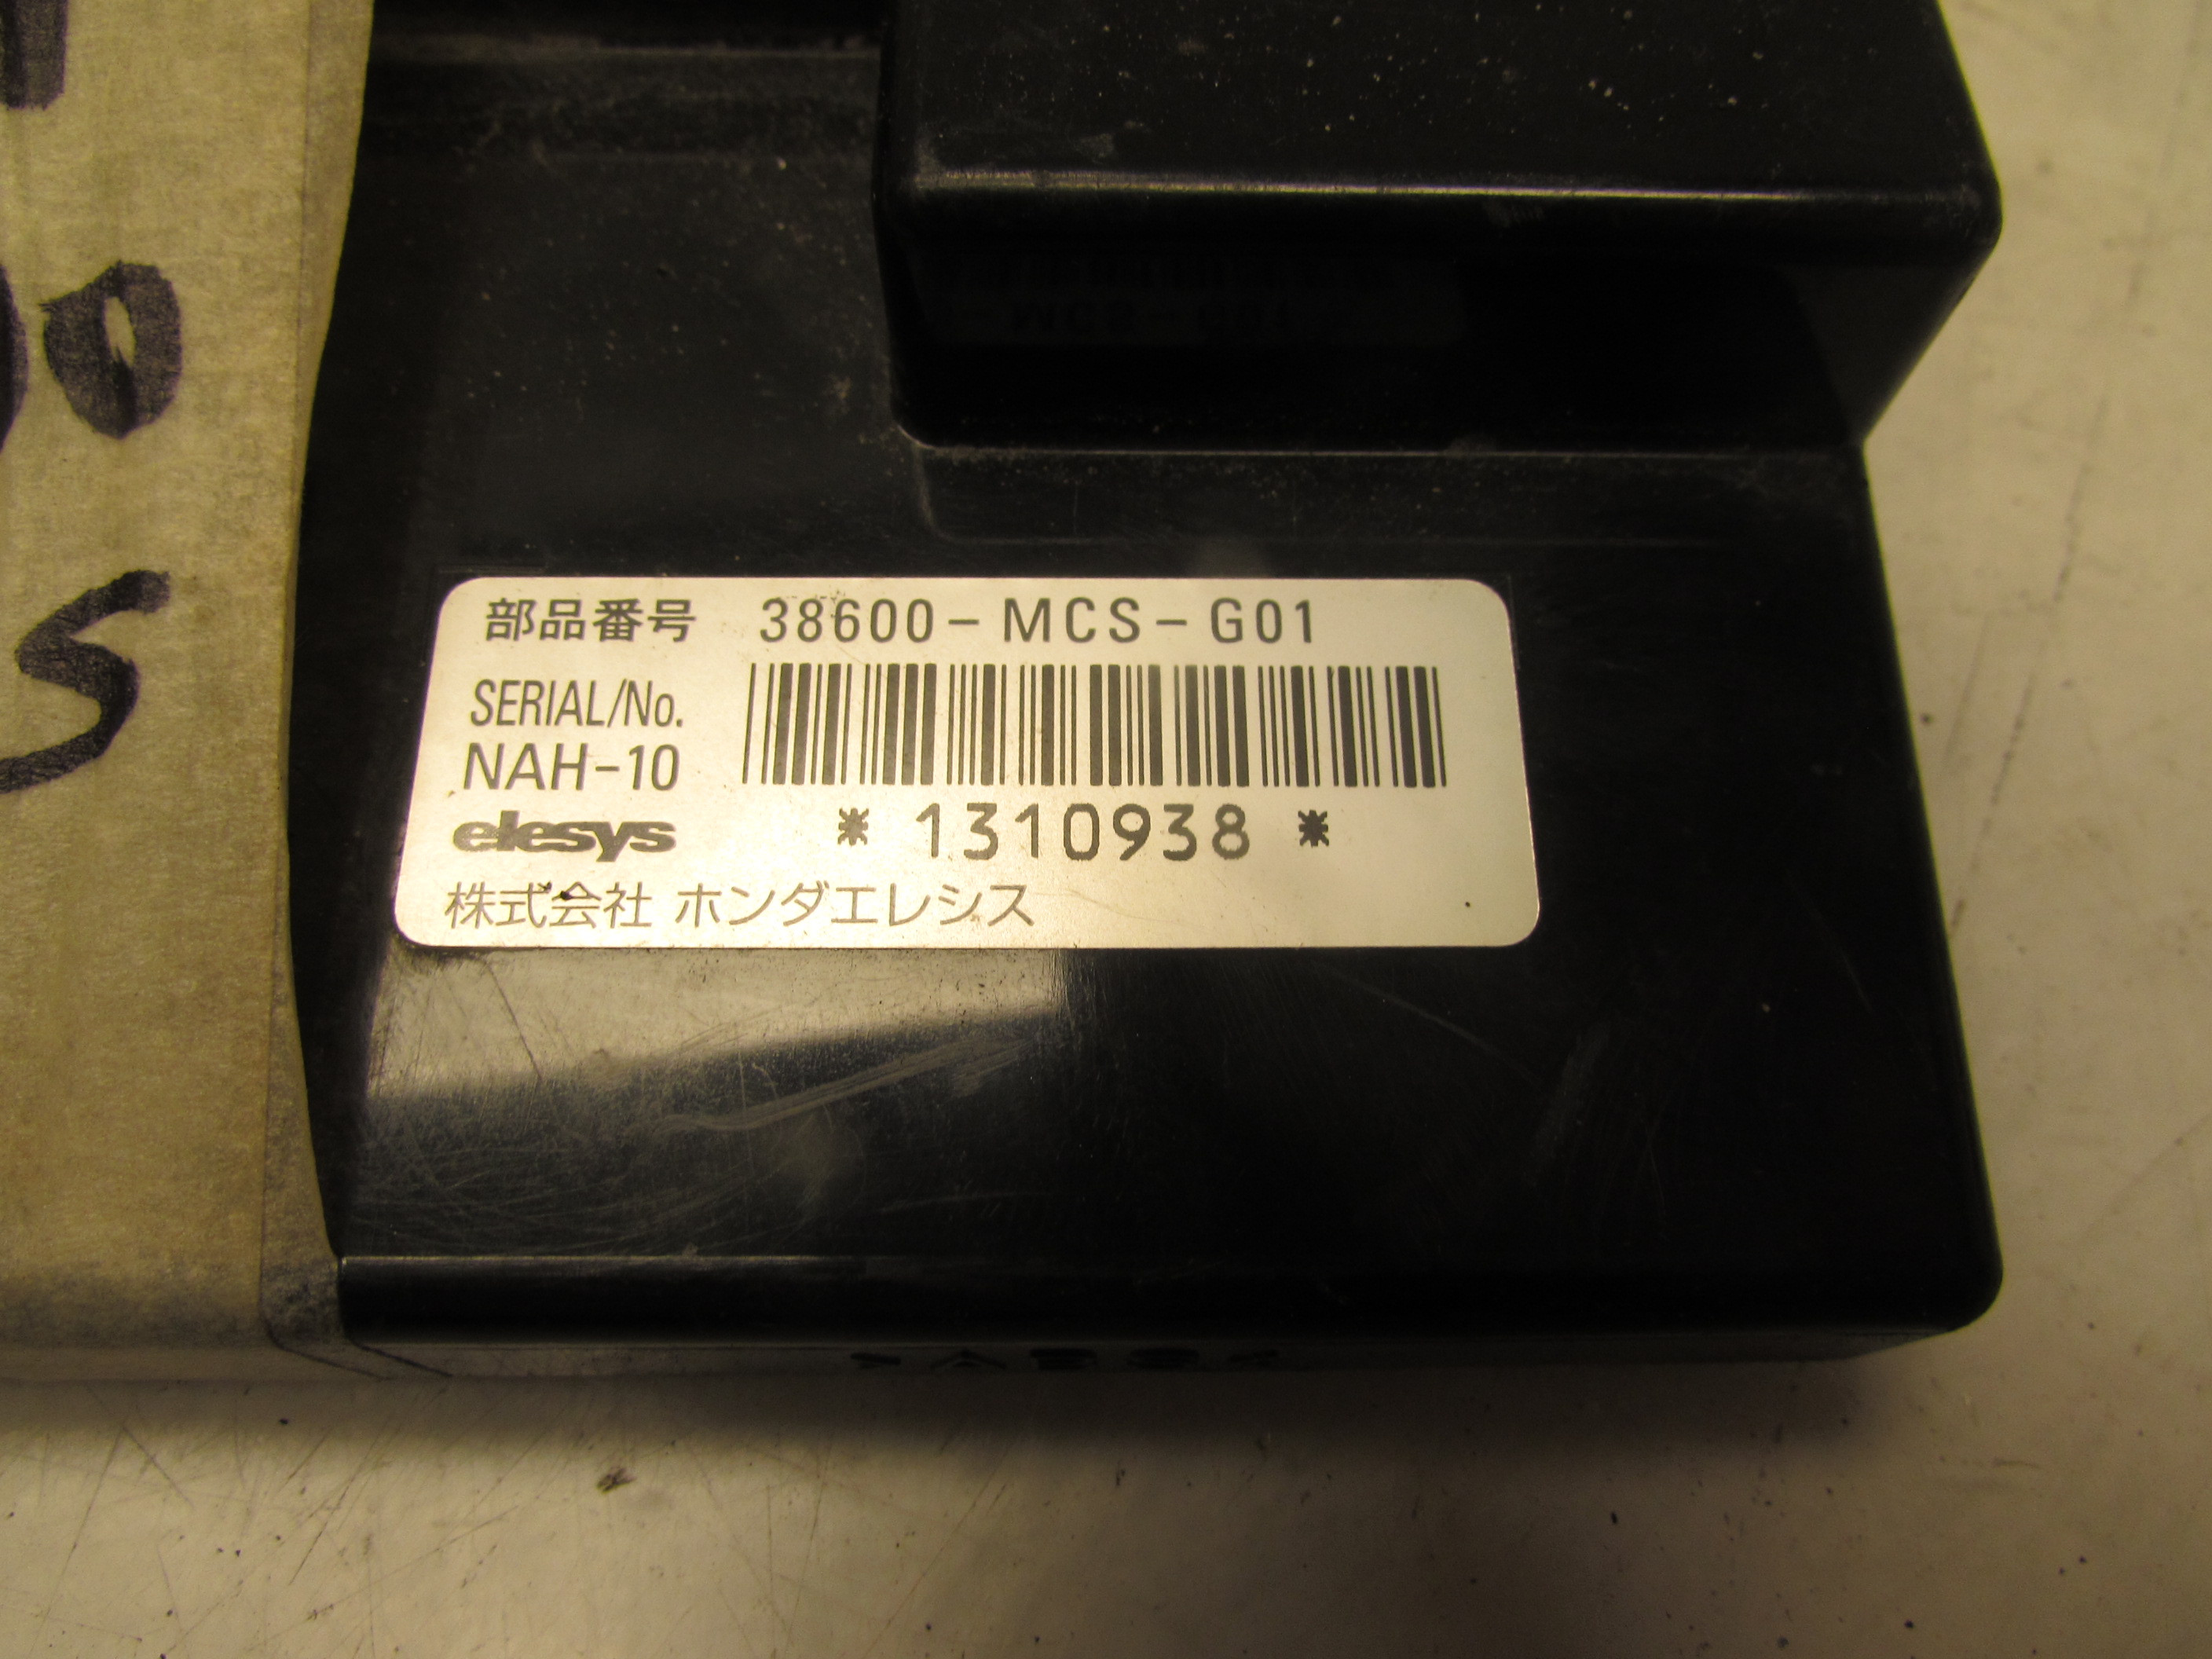 部品番号 38600-MCS-G01
SERIAL/No.
NAH-10
elesys
* 1310938 *
株式会社 ホンダエレシス
S
>ABS<